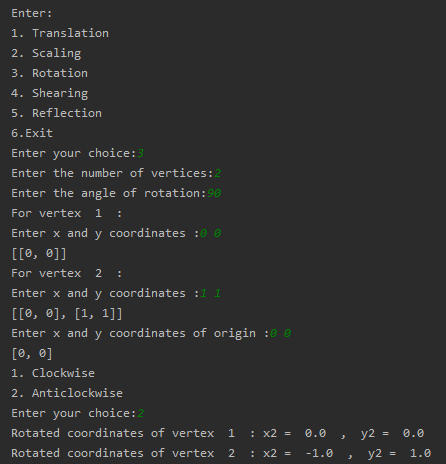 Enter:
1. Translation
2. Scaling
3. Rotation
4. Shearing
5. Reflection
6.Exit
Enter your choice:3
Enter the number of vertices:2
Enter the angle of rotation:90
For vertex  1  :
Enter x and y coordinates :0 0
[[0, 0]]
For vertex  2  :
Enter x and y coordinates :1 1
[[0, 0], [1, 1]]
Enter x and y coordinates of origin :0 0
[0, 0]
1. Clockwise
2. Anticlockwise
Enter your choice:2
Rotated coordinates of vertex  1  : x2 =  0.0  ,  y2 =  0.0
Rotated coordinates of vertex  2  : x2 =  -1.0  ,  y2 =  1.0